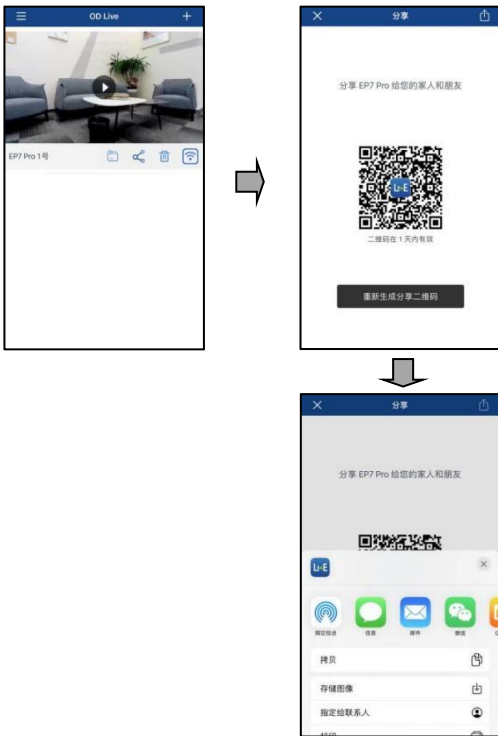 OD Live
EP7 Pro 1号
分享
分享 EP7 Pro 给您的家人和朋友
LivE
二维码在 1 天内有效
重新生成分享二维码
分享
分享 EP7 Pro 给您的家人和朋友
LivE
隔空投送
信息
邮件
微信
拷贝
存储图像
指定给联系人